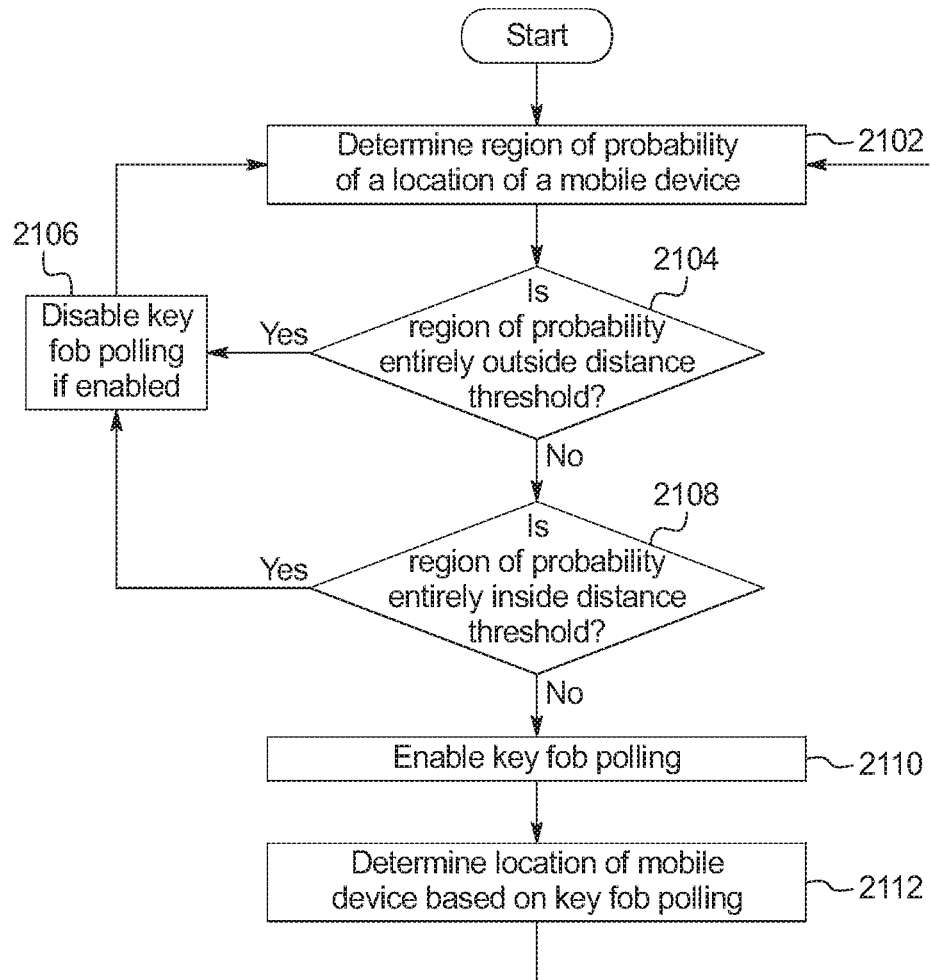 Start
Determine region of probability
of a location of a mobile device
2102
2106
Disable key
fob polling
if enabled
Yes
2104
Is
region of probability
entirely outside distance
threshold?
No
2108
Is
region of probability
entirely inside distance
threshold?
Yes
No
Enable key fob polling
2110
Determine location of mobile
device based on key fob polling
2112